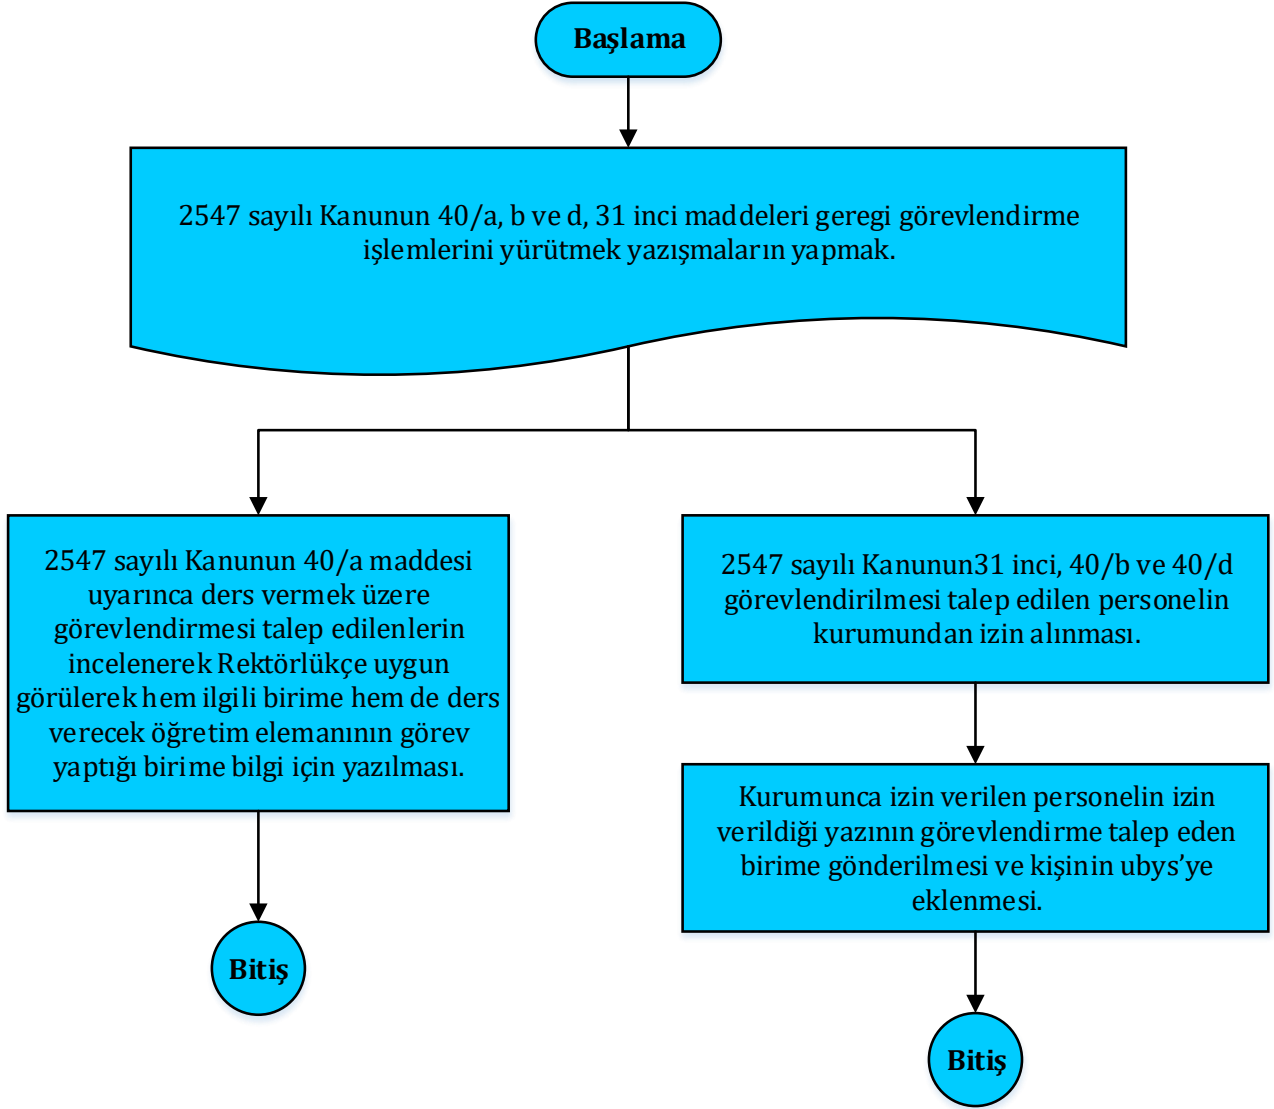 Başlama
2547 sayılı Kanunun 40/a, b ve d, 31 inci maddeleri geregi görevlendirme
işlemlerini yürütmek yazışmaların yapmak.
2547 sayılı Kanunun 40/a maddesi
uyarınca ders vermek üzere
görevlendirmesi talep edilenlerin
incelenerek Rektörlükçe uygun
görülerek hem ilgili birime hem de ders
verecek öğretim elemanının görev
yaptığı birime bilgi için yazılması.
Bitiş
2547 sayılı Kanunun31 inci, 40/b ve 40/d
görevlendirilmesi talep edilen personelin
kurumundan izin alınması.
Kurumunca izin verilen personelin izin
verildiği yazının görevlendirme talep eden
birime gönderilmesi ve kişinin ubys’ye
eklenmesi.
Bitiş